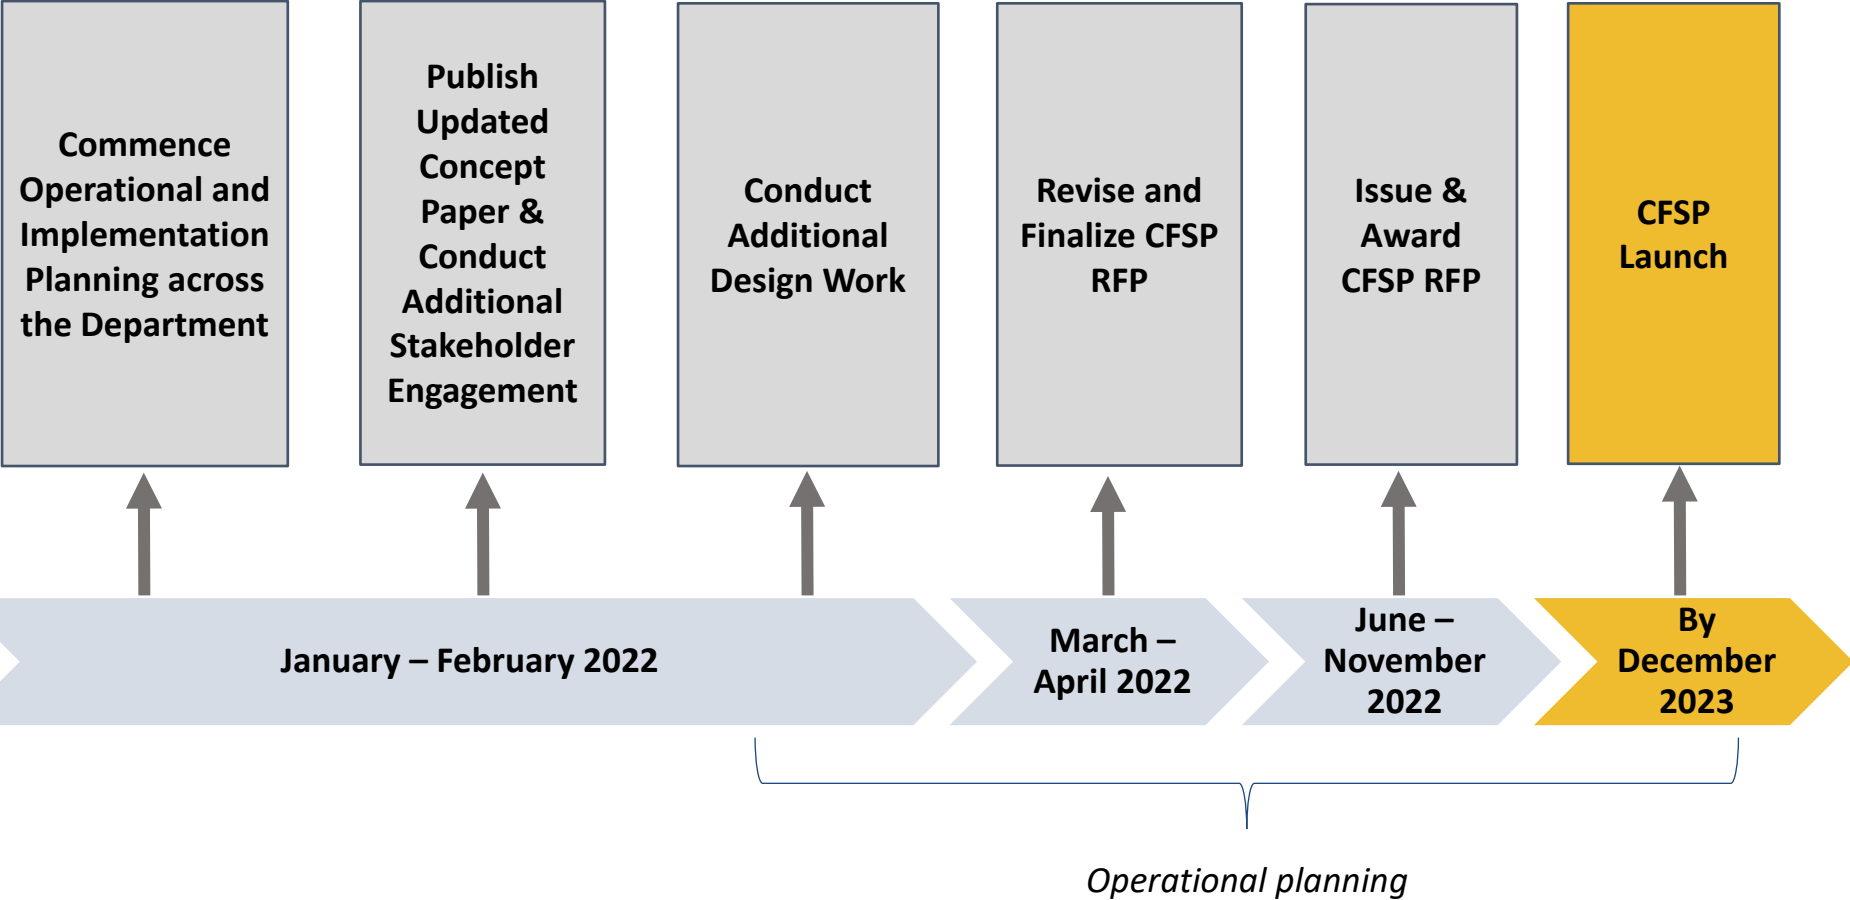 Commence
Operational and
Implementation
Planning across
the Department
Publish
Updated
Concept
Paper &
Conduct
Additional
Stakeholder
Engagement
Conduct
Additional
Design Work
Revise and
Finalize CFSP
RFP
Issue &
Award
CFSP RFP
CFSP
Launch
January – February 2022
March –
April 2022
June –
November
2022
By
December
2023
Operational planning